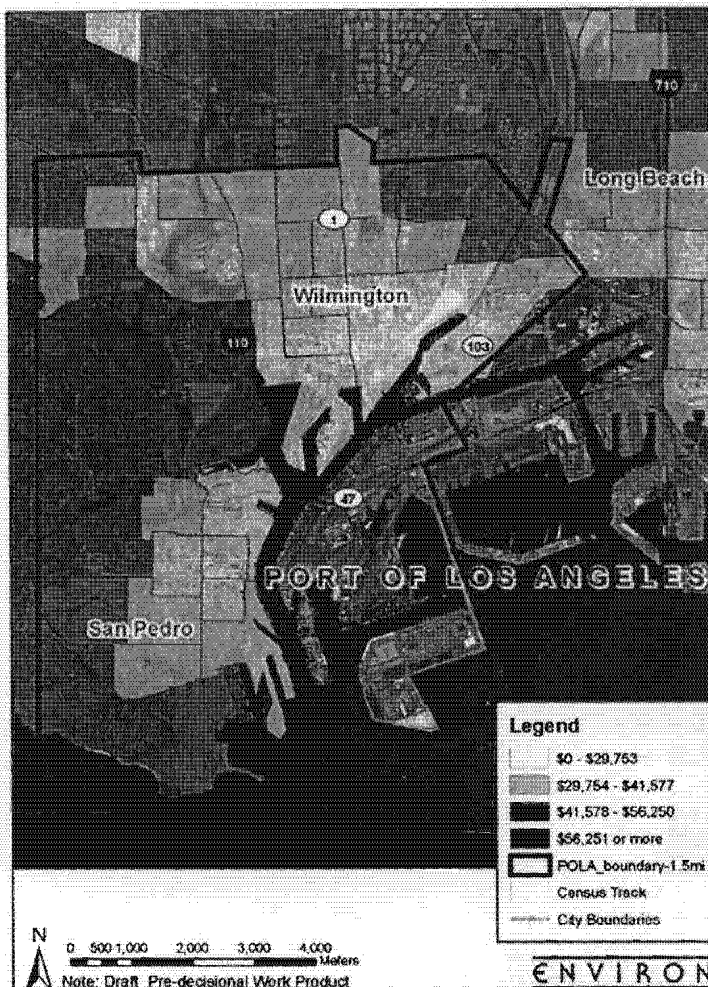 710
Long Beach
1
Wilmington
110
103
47
PORT OF LOS ANGELES
San Pedro
Legend
$0 - $29,753
$29,754 - $41,577
$41,578 - $56,250
$56,251 or more
POLA_boundary-1.5mi
Census Track
City Boundaries
N
0 500 1,000 2,000 3,000 4,000
Meters
Note: Draft Pre-decisional Work Product
ENVIRON